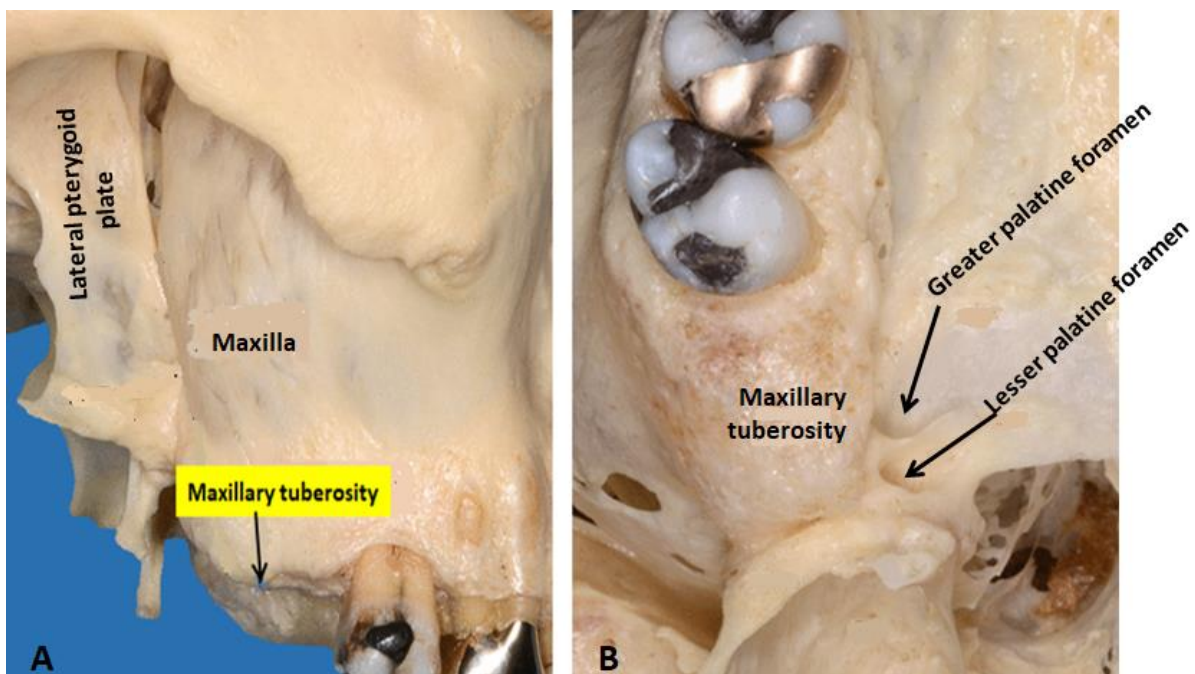 Lateral pterygoid
plate
Maxilla
Maxillary tuberosity
A
Greater palatine foramen
Lesser palatine foramen
Maxillary
tuberosity
B